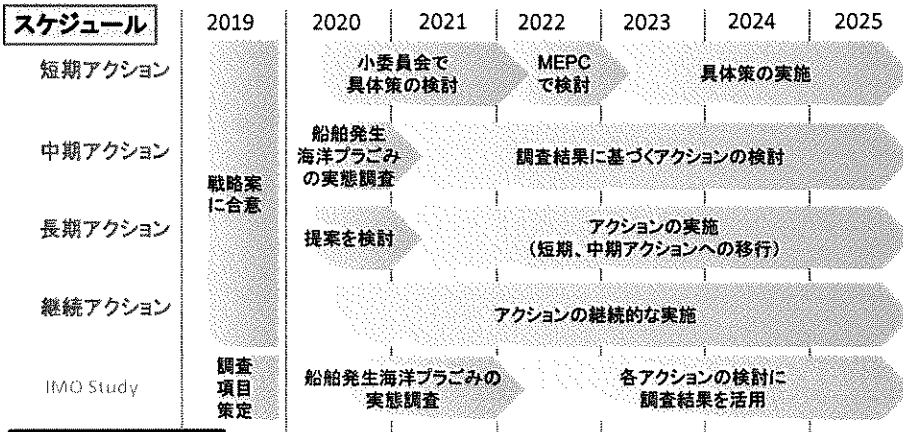 スケジュール
2019
2020
2021
2022
2023
2024
2025
短期アクション
小委員会で
具体策の検討
MEPC
で検討
具体策の実施
中期アクション
船舶発生
海洋プラごみ
の実態調査
調査結果に基づくアクションの検討
戦略案
に合意
長期アクション
提案を検討
アクションの実施
(短期、中期アクションへの移行)
継続アクション
アクションの継続的な実施
IMO Study
調査
項目
策定
船舶発生海洋プラごみの
実態調査
各アクションの検討に
調査結果を活用